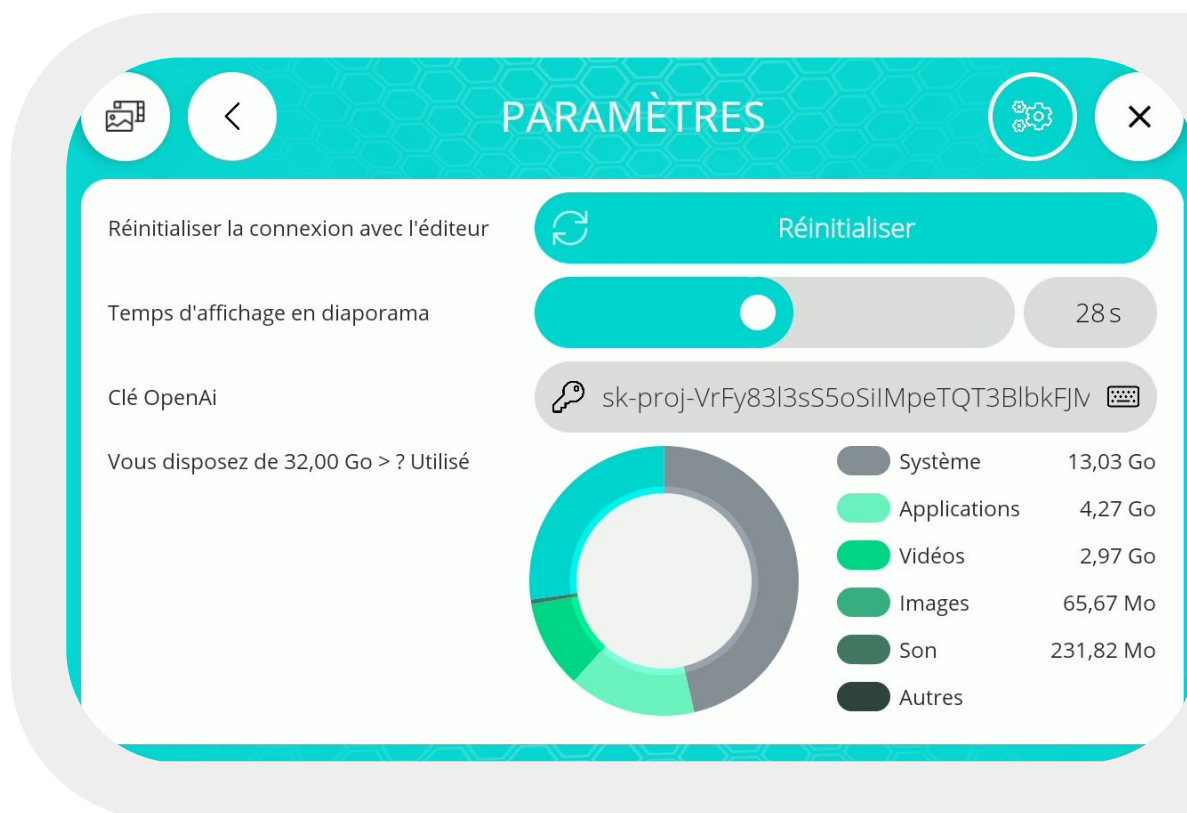 PARAMÈTRES
Réinitialiser la connexion avec l'éditeur
Réinitialiser
Temps d'affichage en diaporama
28 s
Clé OpenAi
sk-proj-VrFy83l3sS5oSiIMpeTQT3BlbkFJM
Vous disposez de 32,00 Go > ? Utilisé
Système 13,03 Go
Applications 4,27 Go
Vidéos 2,97 Go
Images 65,67 Mo
Son 231,82 Mo
Autres